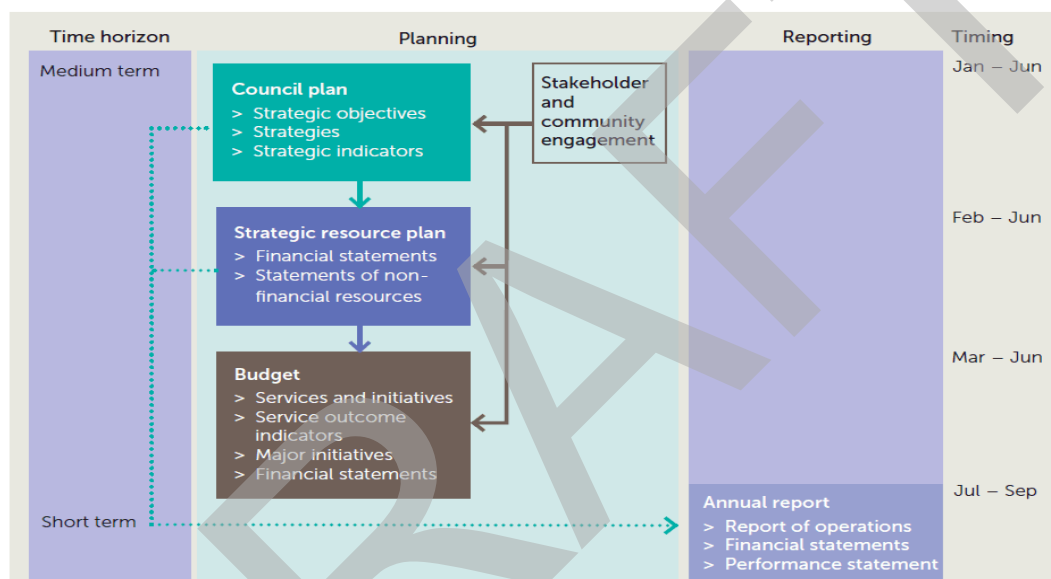 Time horizon
Planning
Reporting
Timing
Medium term
Council plan
> Strategic objectives
> Strategies
> Strategic indicators
Stakeholder
and
community
engagement
Jan – Jun
Strategic resource plan
> Financial statements
> Statements of non-
financial resources
Feb – Jun
Budget
> Services and initiatives
> Service outcome
indicators
> Major initiatives
> Financial statements
Mar – Jun
Short term
Annual report
> Report of operations
> Financial statements
> Performance statement
Jul – Sep